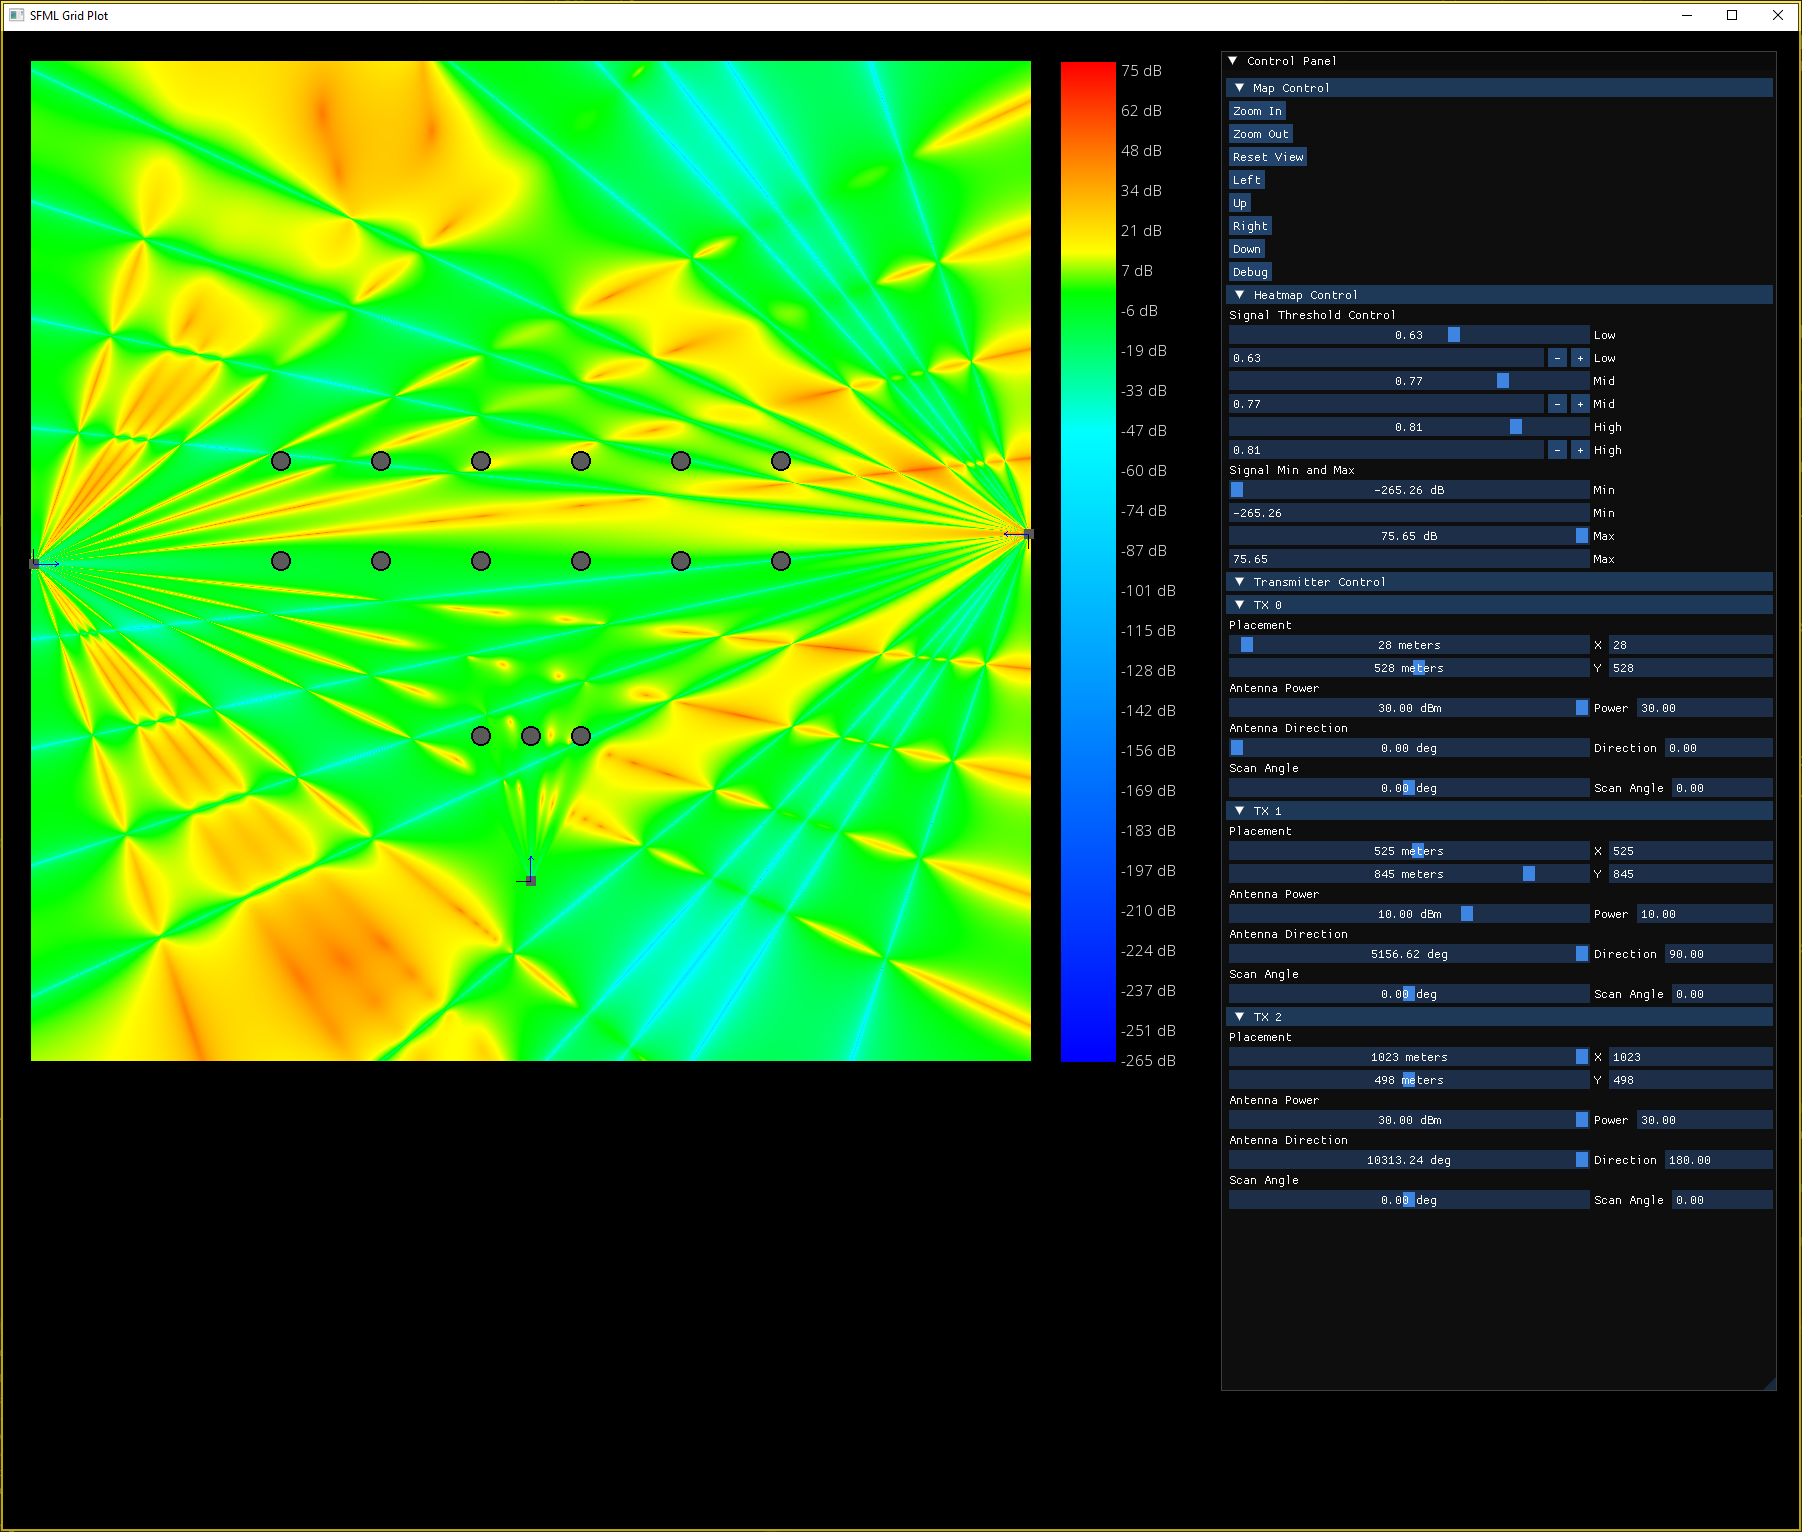 SFML Grid Plot
75 dB
62 dB
48 dB
34 dB
21 dB
7 dB
-6 dB
-19 dB
-33 dB
-47 dB
-60 dB
-74 dB
-87 dB
-101 dB
-115 dB
-128 dB
-142 dB
-156 dB
-169 dB
-183 dB
-197 dB
-210 dB
-224 dB
-237 dB
-251 dB
-265 dB
Control Panel
Map Control
Zoom In
Zoom Out
Reset View
Left
Up
Right
Down
Debug
Heatmap Control
Signal Threshold Control
0.63 Low
0.63 - + Low
0.77 Mid
0.77 - + Mid
0.81 High
0.81 - + High
Signal Min and Max
-265.26 dB Min
-265.26 Min
75.65 dB Max
75.65 Max
Transmitter Control
TX 0
Placement
28 meters X 28
528 meters Y 528
Antenna Power
30.00 dBm Power 30.00
Antenna Direction
0.00 deg Direction 0.00
Scan Angle
0.00 deg Scan Angle 0.00
TX 1
Placement
525 meters X 525
845 meters Y 845
Antenna Power
10.00 dBm Power 10.00
Antenna Direction
5156.62 deg Direction 90.00
Scan Angle
0.00 deg Scan Angle 0.00
TX 2
Placement
1023 meters X 1023
498 meters Y 498
Antenna Power
30.00 dBm Power 30.00
Antenna Direction
10313.24 deg Direction 180.00
Scan Angle
0.00 deg Scan Angle 0.00